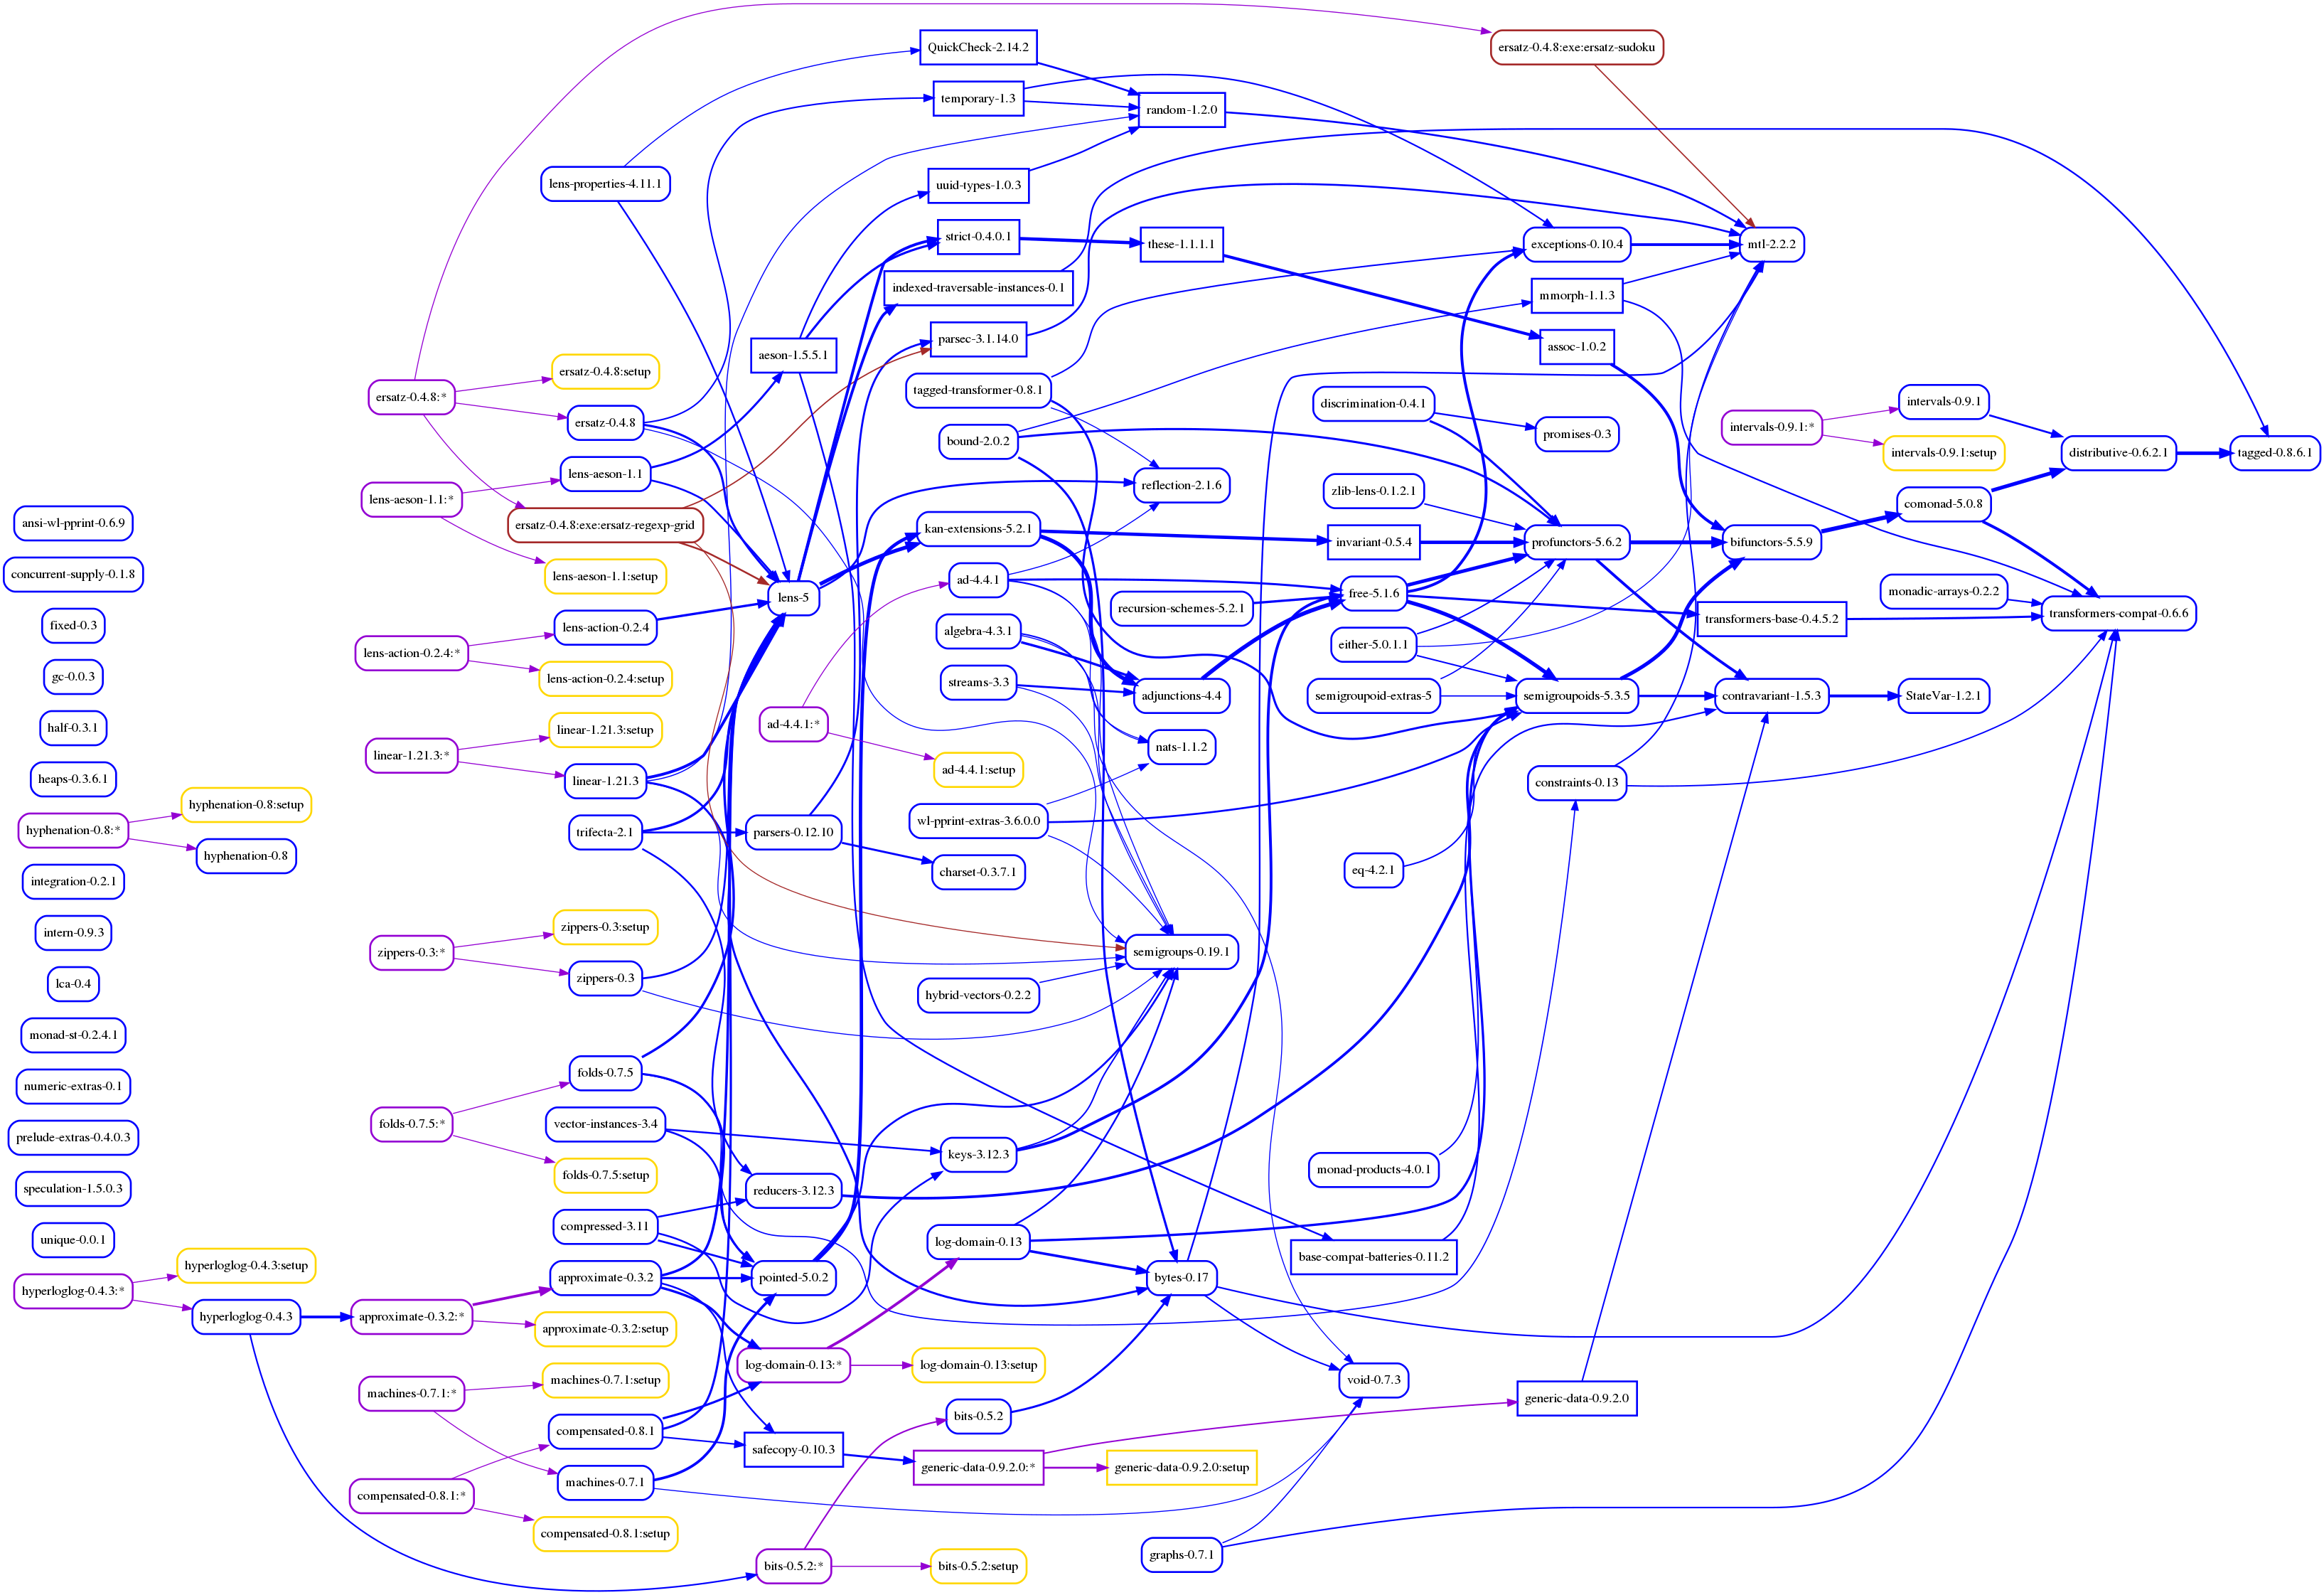 QuickCheck-2.14.2
ersatz-0.4.8:exe:ersatz-sudoku
temporary-1.3
random-1.2.0
lens-properties-4.11.1
uuid-types-1.0.3
strict-0.4.0.1
these-1.1.1.1
exceptions-0.10.4
mtl-2.2.2
indexed-traversable-instances-0.1
mmorph-1.1.3
parsec-3.1.14.0
assoc-1.0.2
aeson-1.5.5.1
ersatz-0.4.8:setup
ersatz-0.4.8:*
tagged-transformer-0.8.1
discrimination-0.4.1
intervals-0.9.1
ersatz-0.4.8
intervals-0.9.1:*
promises-0.3
bound-2.0.2
intervals-0.9.1:setup
distributive-0.6.2.1
tagged-0.8.6.1
lens-aeson-1.1
reflection-2.1.6
zlib-lens-0.1.2.1
lens-aeson-1.1:*
comonad-5.0.8
ansi-wl-pprint-0.6.9
ersatz-0.4.8:exe:ersatz-regexp-grid
kan-extensions-5.2.1
invariant-0.5.4
profunctors-5.6.2
bifunctors-5.5.9
concurrent-supply-0.1.8
lens-aeson-1.1:setup
ad-4.4.1
lens-5
free-5.1.6
monadic-arrays-0.2.2
recursion-schemes-5.2.1
transformers-base-0.4.5.2
transformers-compat-0.6.6
fixed-0.3
lens-action-0.2.4
algebra-4.3.1
either-5.0.1.1
lens-action-0.2.4:*
gc-0.0.3
lens-action-0.2.4:setup
streams-3.3
adjunctions-4.4
semigroupoid-extras-5
semigroupoids-5.3.5
contravariant-1.5.3
StateVar-1.2.1
half-0.3.1
linear-1.21.3:setup
ad-4.4.1:*
nats-1.1.2
linear-1.21.3:*
heaps-0.3.6.1
linear-1.21.3
ad-4.4.1:setup
constraints-0.13
hyphenation-0.8:setup
hyphenation-0.8:*
trifecta-2.1
parsers-0.12.10
wl-pprint-extras-3.6.0.0
hyphenation-0.8
charset-0.3.7.1
eq-4.2.1
integration-0.2.1
intern-0.9.3
zippers-0.3:setup
zippers-0.3:*
semigroups-0.19.1
lca-0.4
zippers-0.3
hybrid-vectors-0.2.2
monad-st-0.2.4.1
numeric-extras-0.1
folds-0.7.5
prelude-extras-0.4.0.3
folds-0.7.5:*
vector-instances-3.4
keys-3.12.3
monad-products-4.0.1
speculation-1.5.0.3
folds-0.7.5:setup
reducers-3.12.3
unique-0.0.1
compressed-3.11
log-domain-0.13
base-compat-batteries-0.11.2
hyperloglog-0.4.3:setup
hyperloglog-0.4.3:*
approximate-0.3.2
pointed-5.0.2
bytes-0.17
hyperloglog-0.4.3
approximate-0.3.2:*
approximate-0.3.2:setup
log-domain-0.13:*
log-domain-0.13:setup
void-0.7.3
machines-0.7.1:*
machines-0.7.1:setup
generic-data-0.9.2.0
compensated-0.8.1
bits-0.5.2
safecopy-0.10.3
generic-data-0.9.2.0:*
generic-data-0.9.2.0:setup
machines-0.7.1
compensated-0.8.1:*
compensated-0.8.1:setup
graphs-0.7.1
bits-0.5.2:*
bits-0.5.2:setup